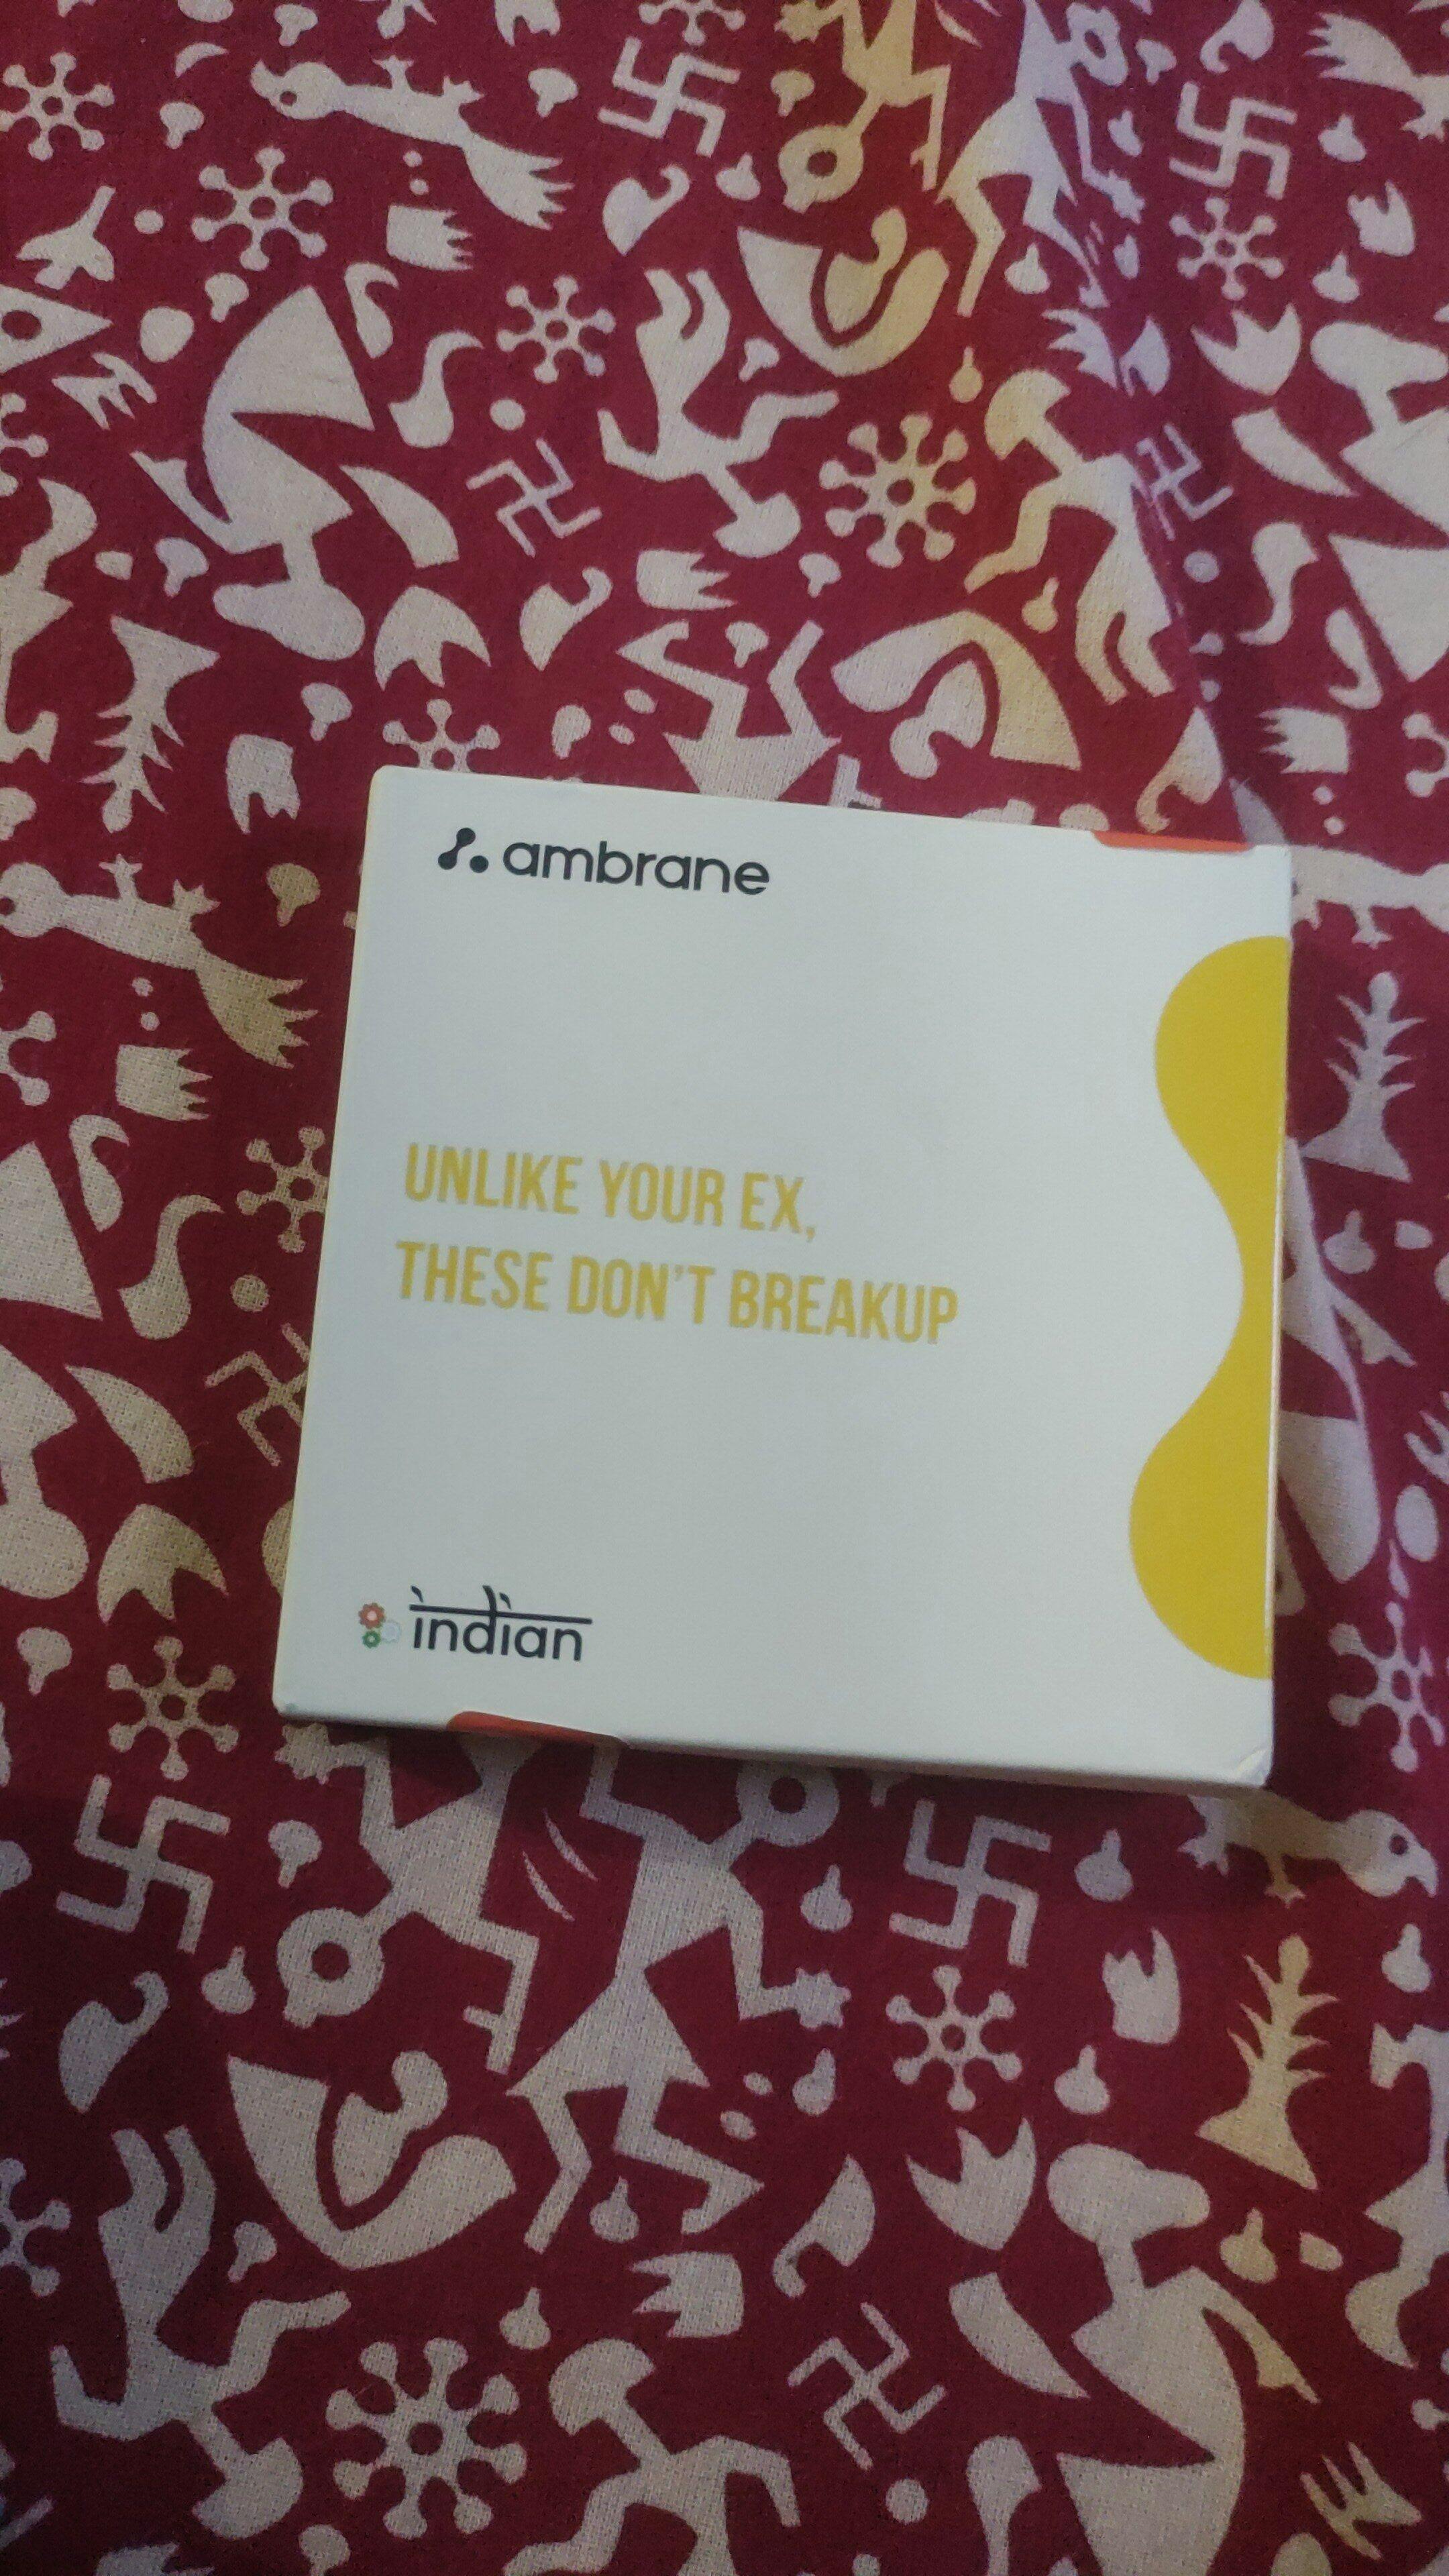 ambrane
UNLIKE YOUR EX,
THESE DON'T BREAKUP
indian